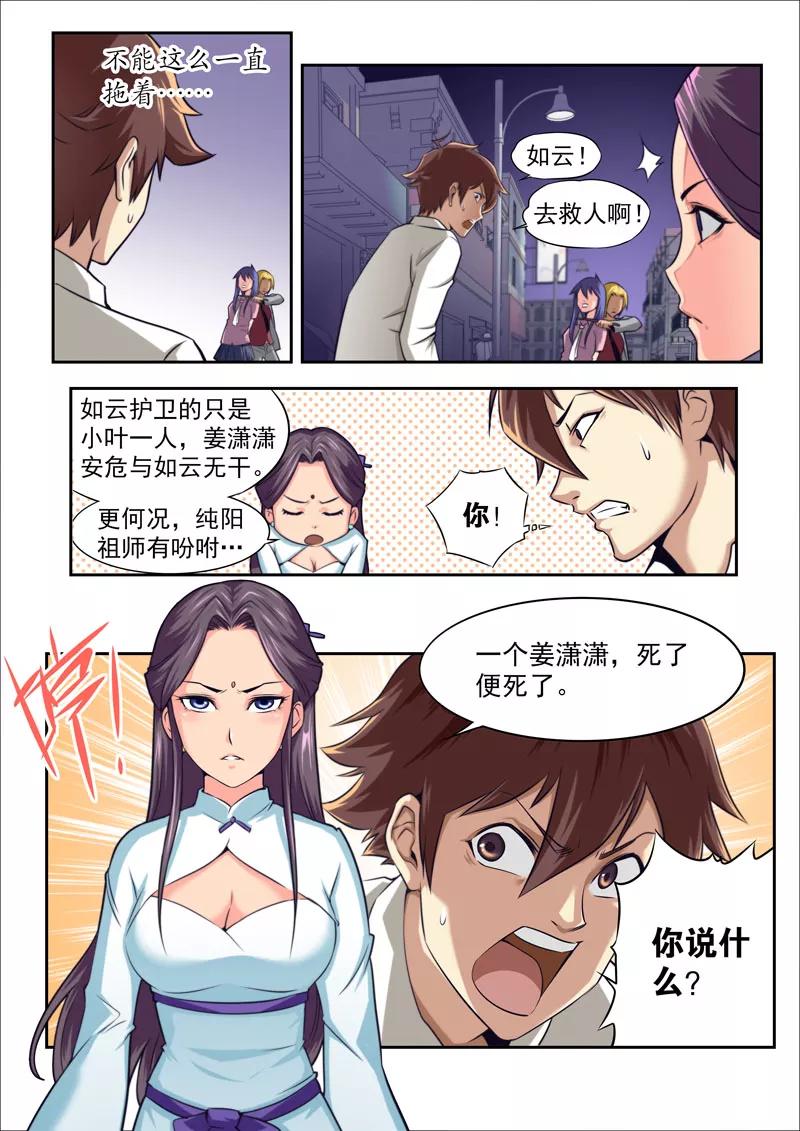 不能这么一直
拖着……
如云！
去救人啊！
如云护卫的只是
小叶一人，姜潇潇
安危与如云无干。
更何况，纯阳
祖师有吩咐…
你！
哼！
一个姜潇潇，死了
便死了。
你说什
么？